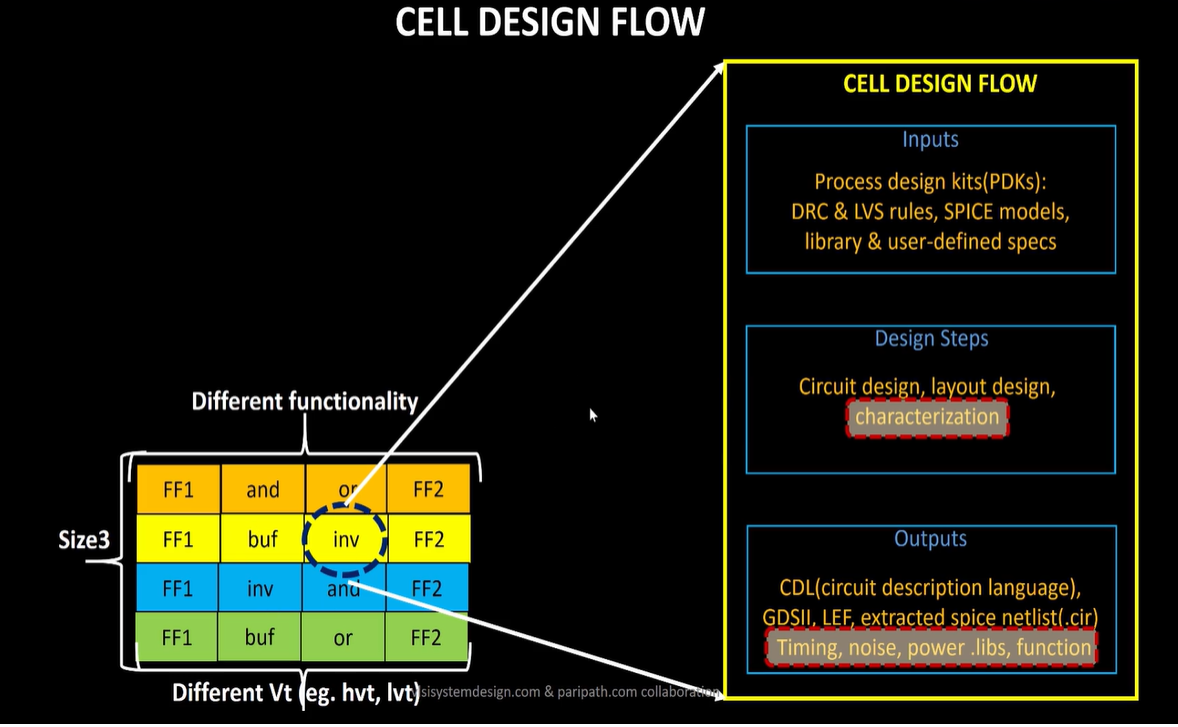 CELL DESIGN FLOW
CELL DESIGN FLOW
Inputs
Process design kits(PDKs):
DRC & LVS rules, SPICE models,
library & user-defined specs
Design Steps
Circuit design, layout design,
characterization
Outputs
CDL(circuit description language),
GDSII, LEF, extracted spice netlist(.cir)
Timing, noise, power .libs, function
Different functionality
Size3
FF1 and or FF2
FF1 buf inv FF2
FF1 inv and FF2
FF1 buf or FF2
Different Vt (eg. hvt, lvt)
sisystemdesign.com & paripath.com collaboration